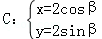 C: {x=2cosβ
y=2sinβ